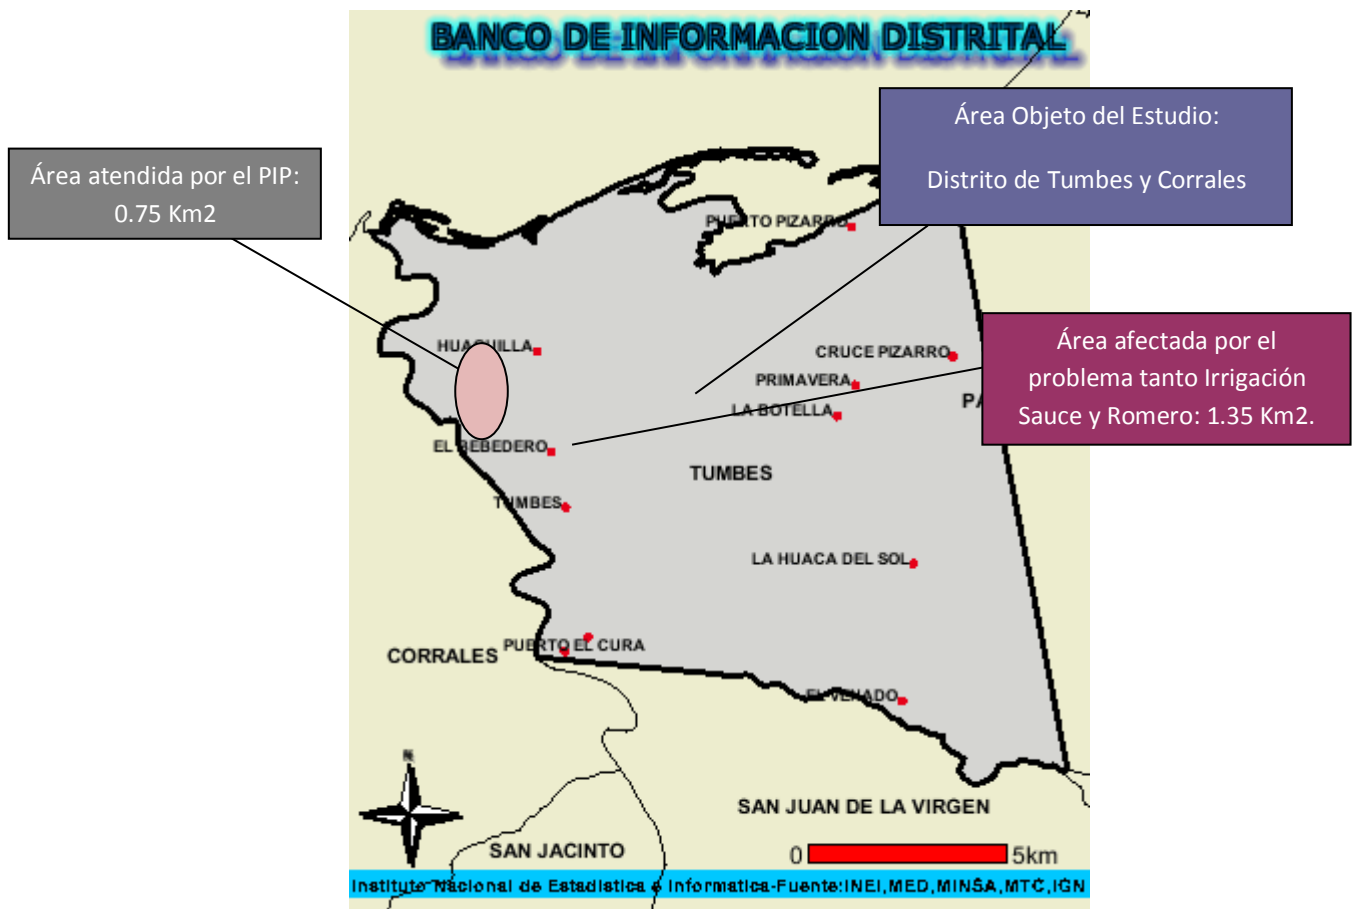 BANCO DE INFORMACION DISTRITAL
Área Objeto del Estudio:
Distrito de Tumbes y Corrales
Área atendida por el PIP:
0.75 Km2
PUERTO PIZARRO
HUAQUILLA
CRUCE PIZARRO
PRIMAVERA
LA BOTELLA
PA
Área afectada por el
problema tanto Irrigación
Sauce y Romero: 1.35 Km2.
EL BEBEDERO
TUMBES
TUMBES
LA HUACA DEL SOL
PUERTO EL CURA
CORRALES
EL VENADO
N
SAN JUAN DE LA VIRGEN
SAN JACINTO
0 5km
Instituto Nacional de Estadistica e Informatica-Fuente:INEI,MED,MINSA,MTC,IGN